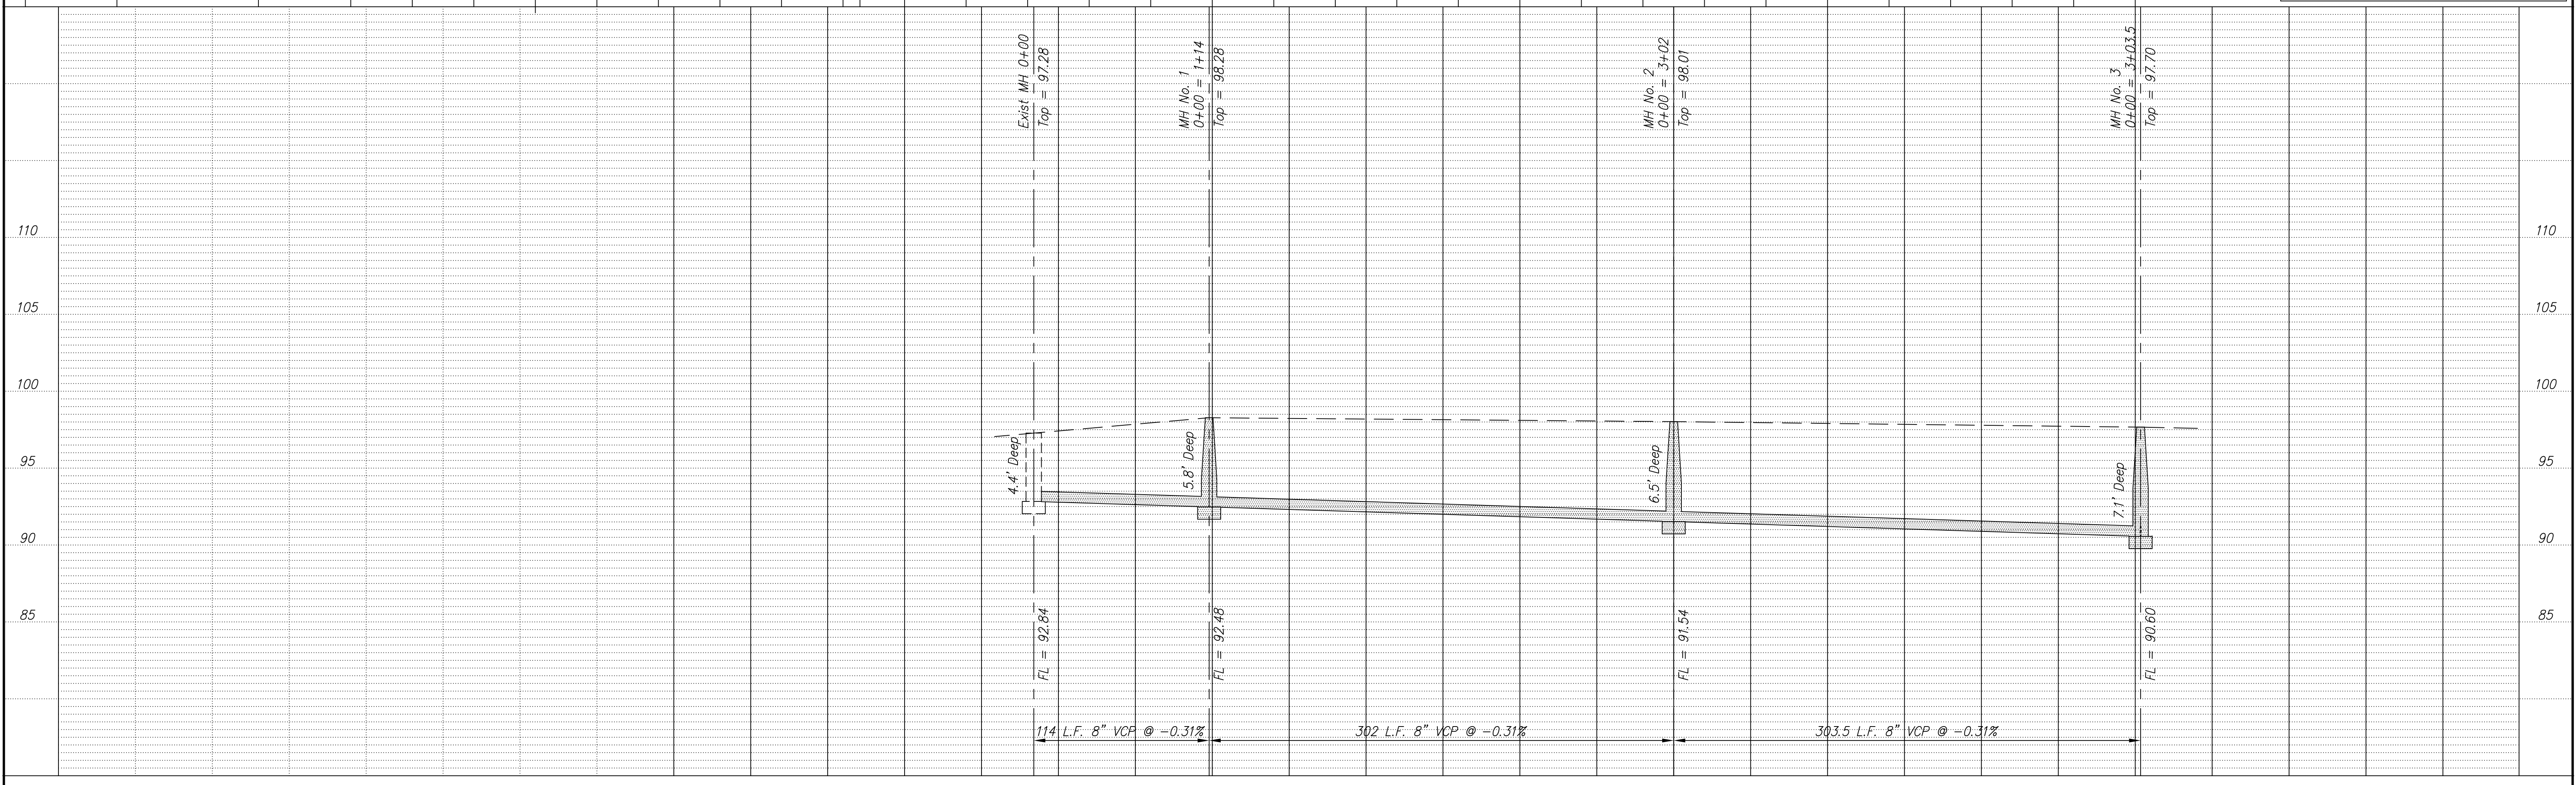 Exist MH 0+00
Top = 97.28
MH No. 1
0+00 = 1+14
Top = 98.28
MH No. 2
0+00 = 3+02
Top = 98.01
MH No. 3
0+00 = 3+03.5
Top = 97.70
110
110
105
105
100
100
95
95
90
90
85
85
4.4' Deep
5.8' Deep
6.5' Deep
7.1' Deep
FL = 92.84
FL = 92.48
FL = 91.54
FL = 90.60
114 L.F. 8" VCP @ -0.31%
302 L.F. 8" VCP @ -0.31%
303.5 L.F. 8" VCP @ -0.31%